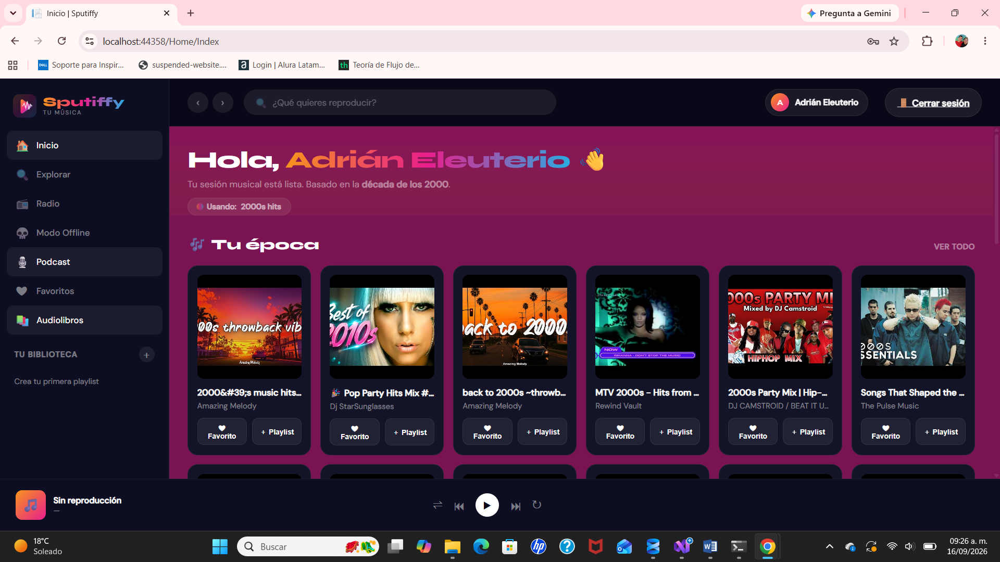 Inicio | Sputiffy
Pregunta a Gemini
localhost:44358/Home/Index
Soporte para Inspir...
suspended-website....
Login | Alura Latam...
Teoría de Flujo de...
Sputiffy
TU MÚSICA
¿Qué quieres reproducir?
A
Adrián Eleuterio
Cerrar sesión
Inicio
Explorar
Radio
Modo Offline
Podcast
Favoritos
Audiolibros
TU BIBLIOTECA
+
Crea tu primera playlist
Hola, Adrián Eleuterio
Tu sesión musical está lista. Basado en la década de los 2000.
Usando: 2000s hits
Tu época
VER TODO
00s throwback vib
Amazing Melody
2000&#39;s music hits...
Amazing Melody
Favorito
+ Playlist
Best of
2010s
Pop Party Hits Mix #...
Dj StarSunglasses
Favorito
+ Playlist
ack to 2000
Amazing Melody
back to 2000s ~throwb...
Amazing Melody
Favorito
+ Playlist
NOW
RIHANNA - DON'T STOP THE MUSIC
MTV 2000s - Hits from ...
Rewind Vault
Favorito
+ Playlist
000s PARTY MI
Mixed by DJ Camstroid
HIPHOP MIX
2000s Party Mix | Hip-...
DJ CAMSTROID / BEAT IT U...
Favorito
+ Playlist
000S
SSENTIALS
Songs That Shaped the ...
The Pulse Music
Favorito
+ Playlist
Sin reproducción
—
18°C
Soleado
Buscar
09:26 a. m.
16/09/2026